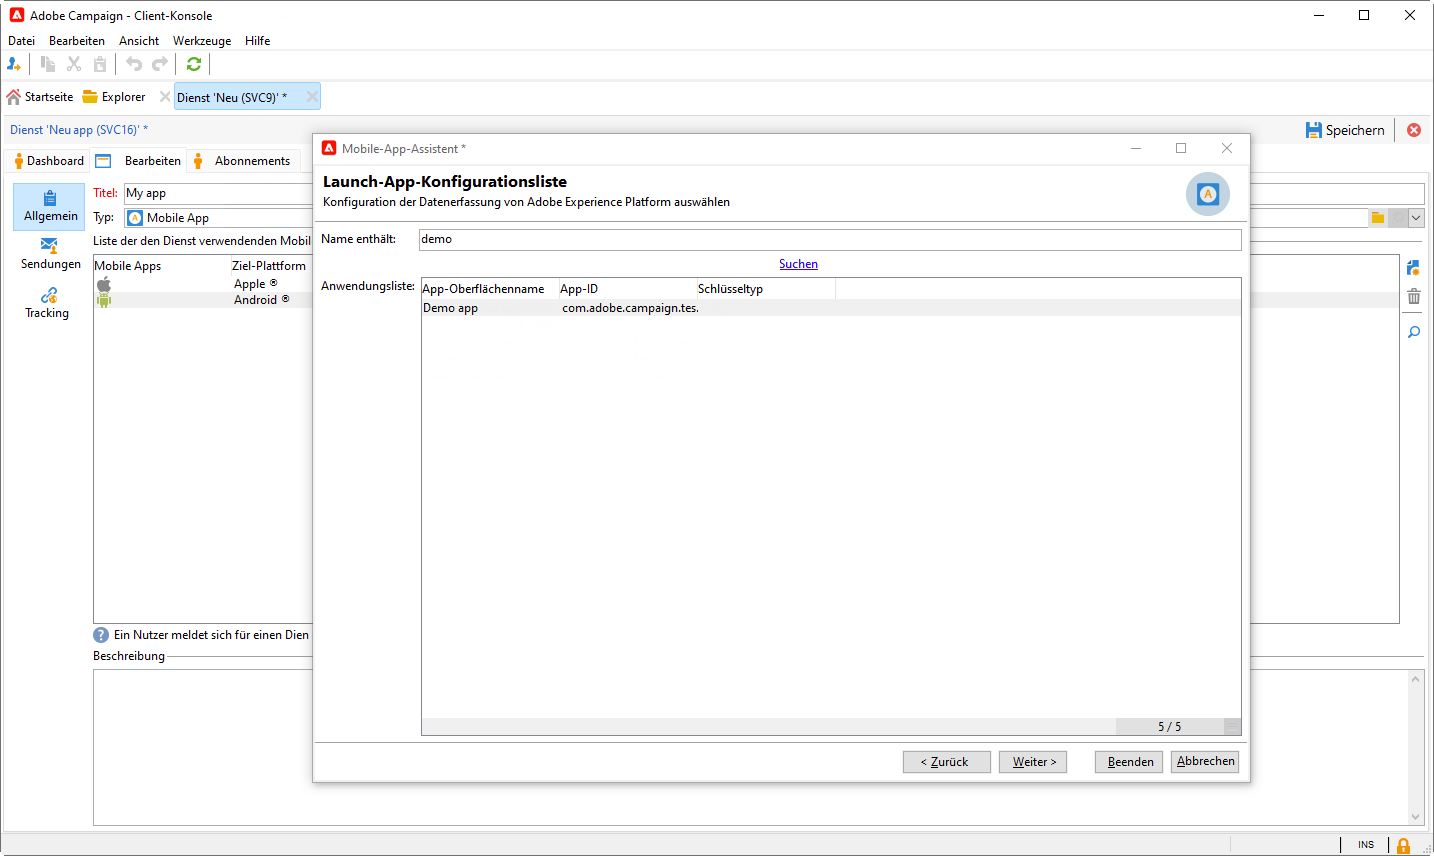 Adobe Campaign - Client-Konsole
Datei Bearbeiten Ansicht Werkzeuge Hilfe
Startseite Explorer Dienst 'Neu (SVC9)' *
Dienst 'Neu app (SVC16)' *
Speichern
Dashboard Bearbeiten Abonnements
Allgemein
Sendungen
Tracking
Titel: My app
Typ: Mobile App
Liste der den Dienst verwendenden Mobil
Mobile Apps Ziel-Plattform
Apple ®
Android ®
Ein Nutzer meldet sich für einen Dien
Beschreibung
Mobile-App-Assistent *
Launch-App-Konfigurationsliste
Konfiguration der Datenerfassung von Adobe Experience Platform auswählen
Name enthält: demo
Suchen
Anwendungsliste:
App-Oberflächenname App-ID Schlüsseltyp
Demo app com.adobe.campaign.tes.
5 / 5
< Zurück Weiter > Beenden Abbrechen
INS